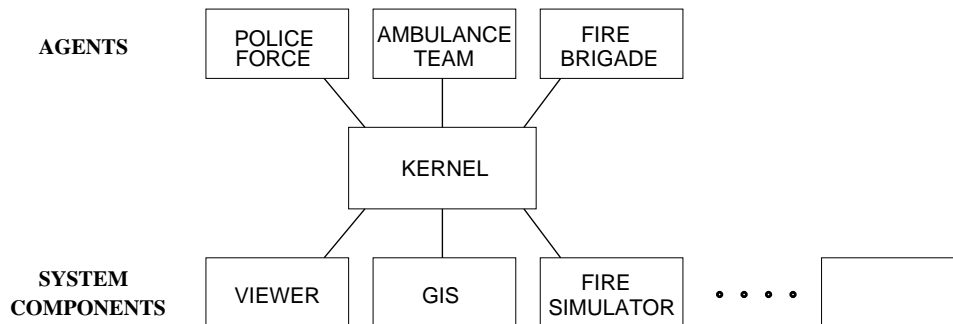 AGENTS
POLICE
FORCE
AMBULANCE
TEAM
FIRE
BRIGADE
KERNEL
SYSTEM
COMPONENTS
VIEWER
GIS
FIRE
SIMULATOR